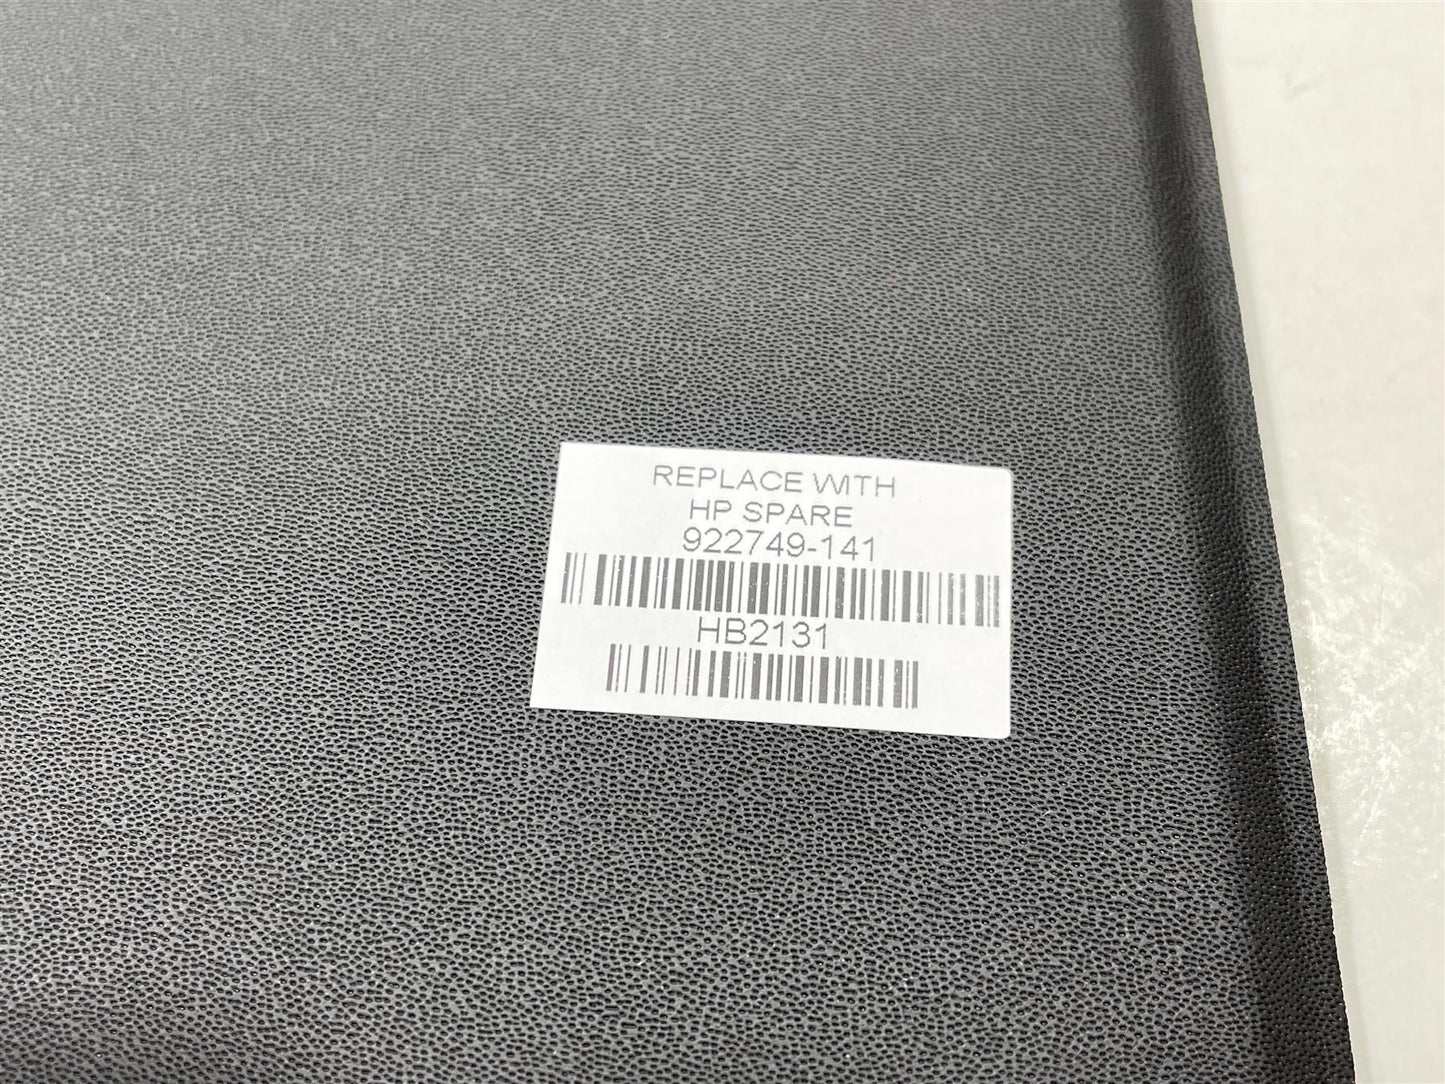 REPLACE WITH
HP SPARE
922749-141
HB2131